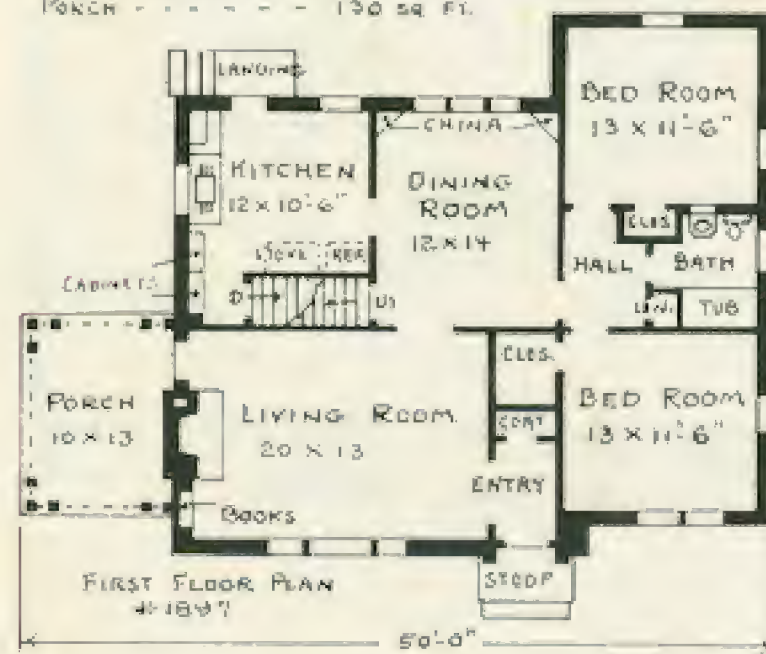 PORCH - - - - - - 130 SQ. FT.
LANDING
BED ROOM
13 X 11'-6"
CHINA
KITCHEN
12 X 10'-6"
DINING
ROOM
12 X 14
CLOS.
STOVE
REF.
HALL
BATH
CABINETS
D
UP
LIN.
TUB
CLOS.
PORCH
10 X 13
LIVING ROOM
20 X 13
BED ROOM
13 X 11'-6"
COAT
ENTRY
BOOKS
FIRST FLOOR PLAN
#1897
STOOP
50'-0"